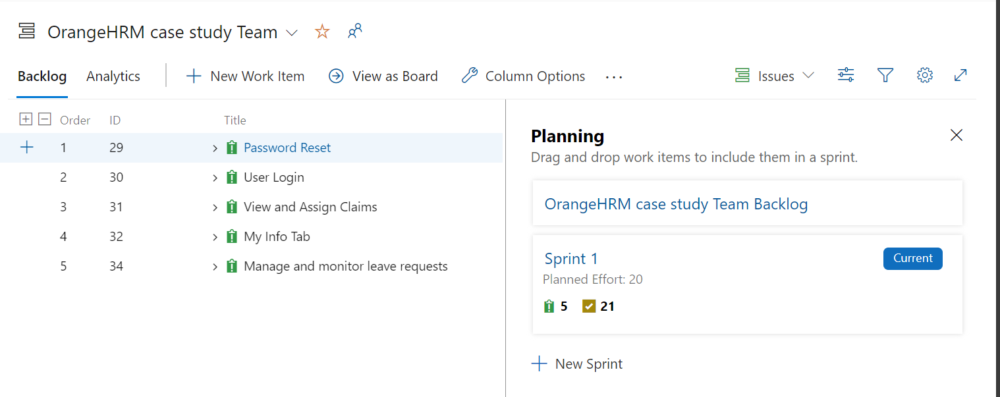 OrangeHRM case study Team
Backlog Analytics New Work Item View as Board Column Options ... Issues
Order ID Title
1 29 Password Reset
2 30 User Login
3 31 View and Assign Claims
4 32 My Info Tab
5 34 Manage and monitor leave requests
Planning
Drag and drop work items to include them in a sprint.
OrangeHRM case study Team Backlog
Sprint 1 Current
Planned Effort: 20
5 21
New Sprint